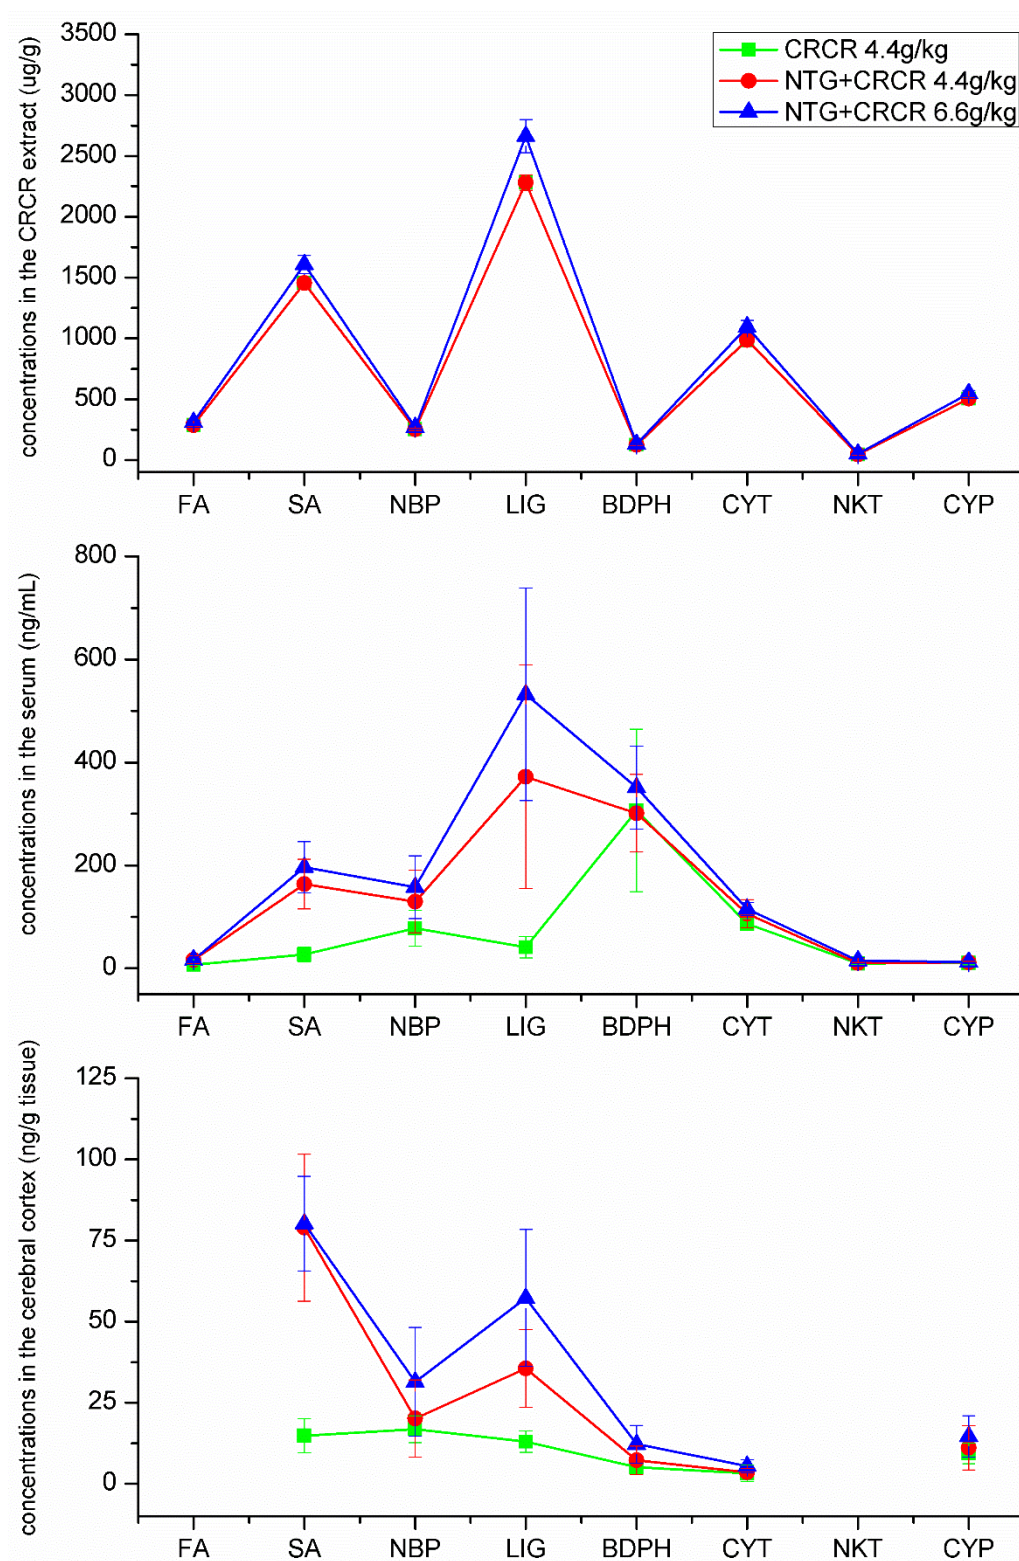 concentrations in the CRCR extract (ug/g)
3500
3000
2500
2000
1500
1000
500
0
CRCR 4.4g/kg
NTG+CRCR 4.4g/kg
NTG+CRCR 6.6g/kg
FA SA NBP LIG BDPH CYT NKT CYP
concentrations in the serum (ng/mL)
800
600
400
200
0
FA SA NBP LIG BDPH CYT NKT CYP
concentrations in the cerebral cortex (ng/g tissue)
125
100
75
50
25
0
FA SA NBP LIG BDPH CYT NKT CYP